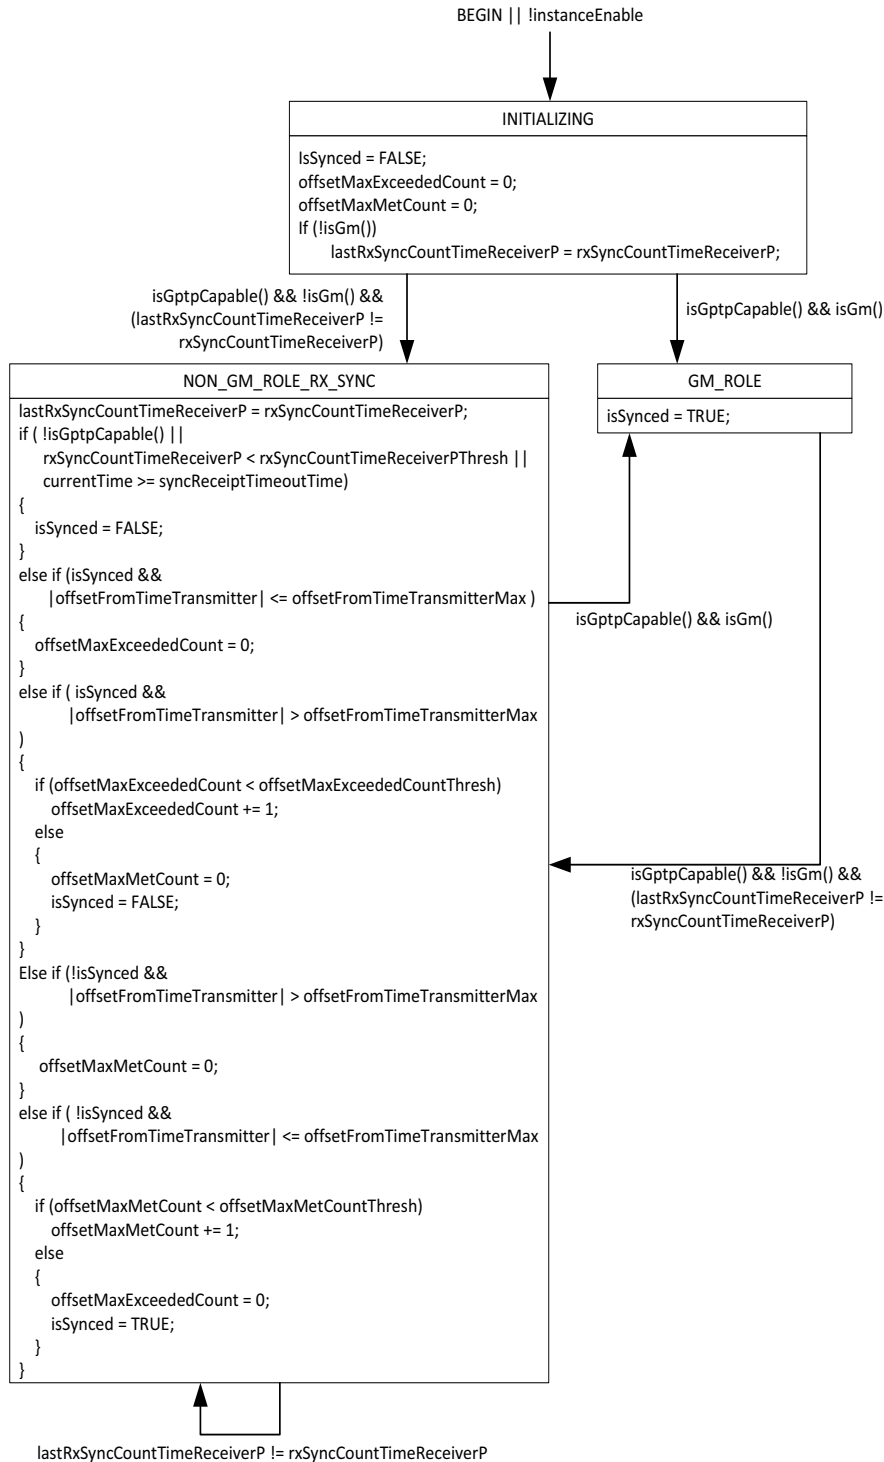 BEGIN || !instanceEnable
INITIALIZING
IsSynced = FALSE;
offsetMaxExceededCount = 0;
offsetMaxMetCount = 0;
If (!isGm())
lastRxSyncCountTimeReceiverP = rxSyncCountTimeReceiverP;
isGptpCapable() && !isGm() &&
(lastRxSyncCountTimeReceiverP !=
rxSyncCountTimeReceiverP)
isGptpCapable() && isGm()
NON_GM_ROLE_RX_SYNC
lastRxSyncCountTimeReceiverP = rxSyncCountTimeReceiverP;
if ( !isGptpCapable() ||
rxSyncCountTimeReceiverP < rxSyncCountTimeReceiverPThresh ||
currentTime >= syncReceiptTimeoutTime)
{
isSynced = FALSE;
}
else if (isSynced &&
|offsetFromTimeTransmitter| <= offsetFromTimeTransmitterMax )
{
offsetMaxExceededCount = 0;
}
else if ( isSynced &&
|offsetFromTimeTransmitter| > offsetFromTimeTransmitterMax
)
{
if (offsetMaxExceededCount < offsetMaxExceededCountThresh)
offsetMaxExceededCount += 1;
else
{
offsetMaxMetCount = 0;
isSynced = FALSE;
}
}
Else if (!isSynced &&
|offsetFromTimeTransmitter| > offsetFromTimeTransmitterMax
)
{
offsetMaxMetCount = 0;
}
else if ( !isSynced &&
|offsetFromTimeTransmitter| <= offsetFromTimeTransmitterMax
)
{
if (offsetMaxMetCount < offsetMaxMetCountThresh)
offsetMaxMetCount += 1;
else
{
offsetMaxExceededCount = 0;
isSynced = TRUE;
}
}
GM_ROLE
isSynced = TRUE;
isGptpCapable() && isGm()
isGptpCapable() && !isGm() &&
(lastRxSyncCountTimeReceiverP !=
rxSyncCountTimeReceiverP)
lastRxSyncCountTimeReceiverP != rxSyncCountTimeReceiverP